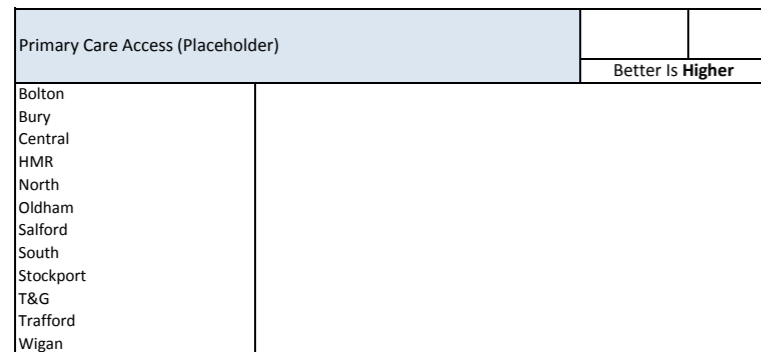 Primary Care Access (Placeholder)
Better Is Higher
Bolton
Bury
Central
HMR
North
Oldham
Salford
South
Stockport
T&G
Trafford
Wigan